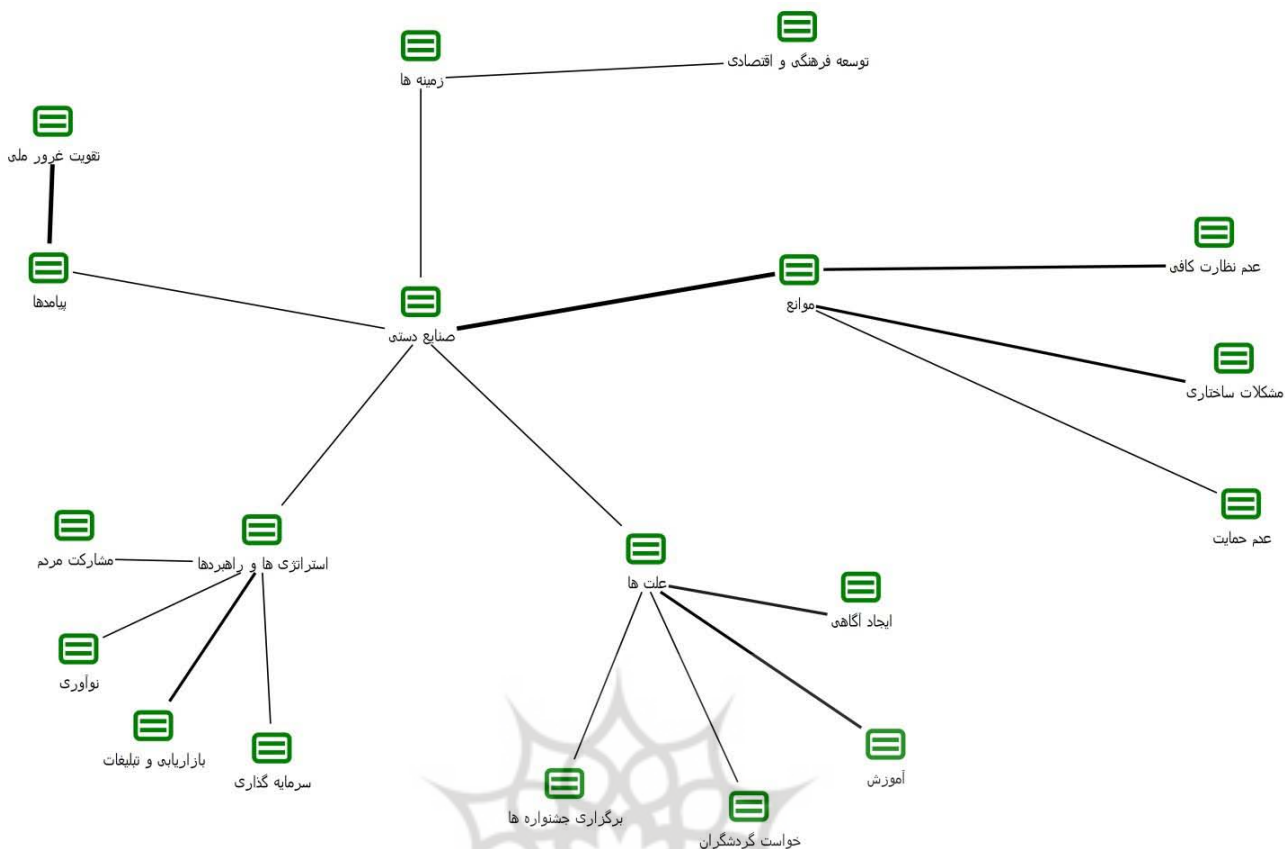 توسعه فرهنگی و اقتصادی
زمینه ها
تقویت غرور ملی
عدم نظارت کافی
موانع
پیامدها
صنایع دستی
مشکلات ساختاری
عدم حمایت
استراتژی ها و راهبردها
مشارکت مردم
علت ها
ایجاد آگاهی
نوآوری
بازاریابی و تبلیغات
سرمایه گذاری
آموزش
برگزاری جشنواره ها
خواست گردشگران